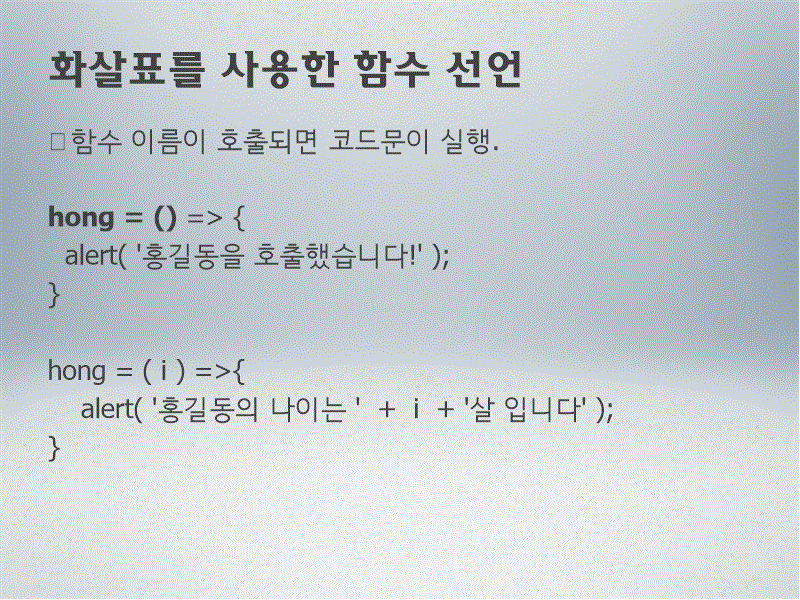 화살표를 사용한 함수 선언
함수 이름이 호출되면 코드문이 실행.
hong = () => {
alert( '홍길동을 호출했습니다!' );
}
hong = ( i ) =>{
alert( '홍길동의 나이는 '  +  i  + '살 입니다' );
}